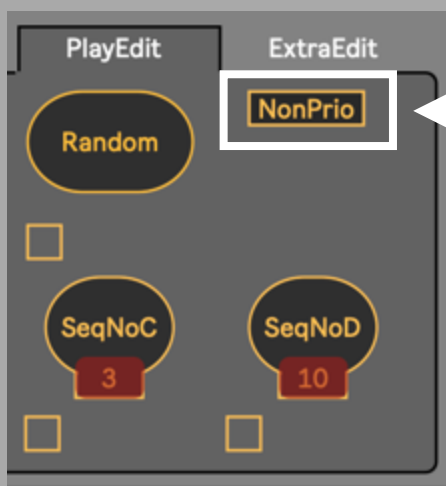 PlayEdit ExtraEdit
NonPrio
Random
SeqNoC SeqNoD
3 10